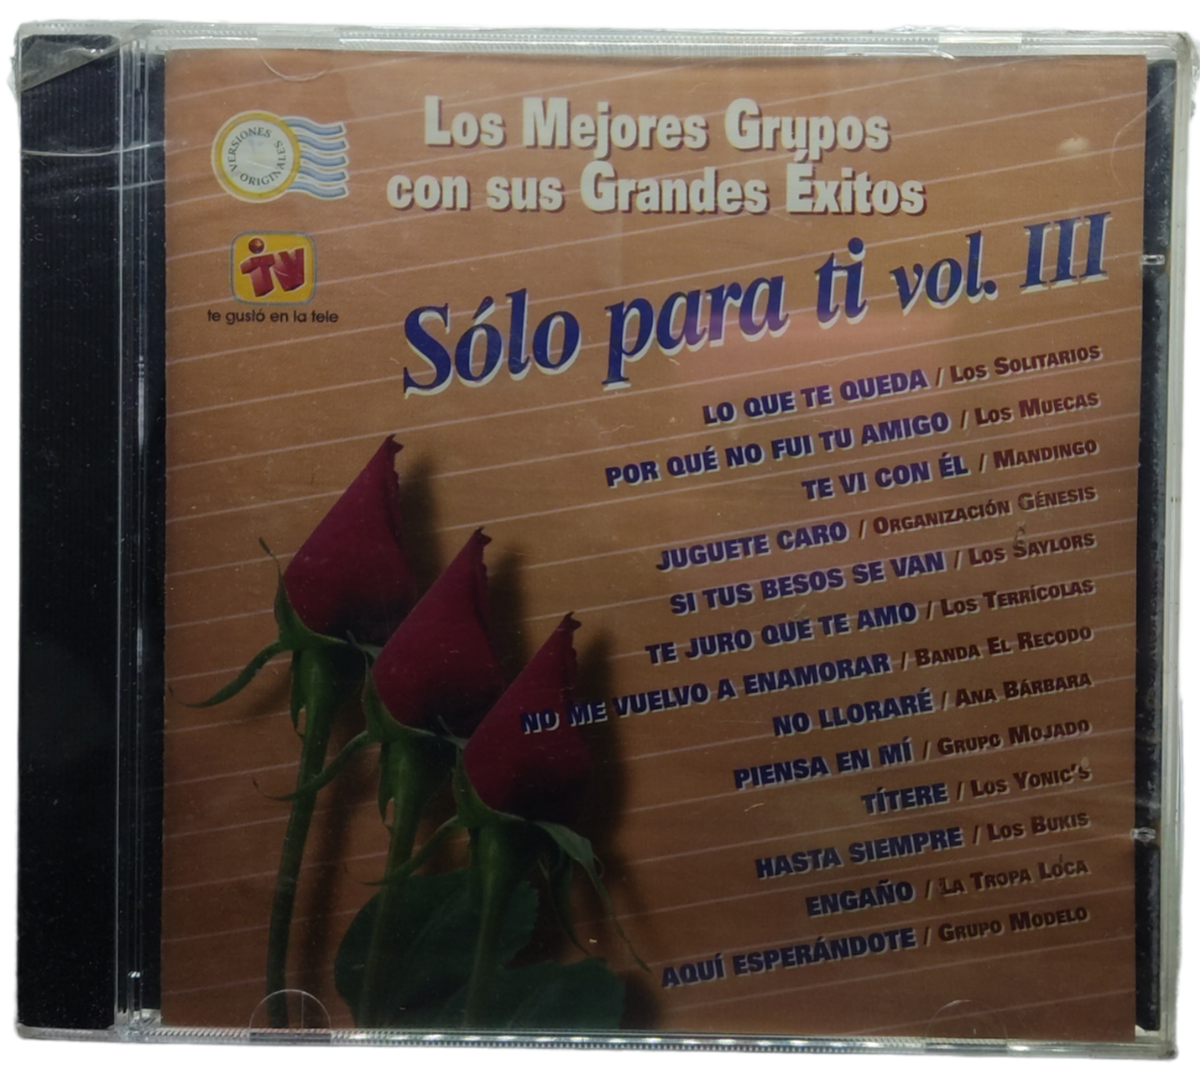 VERSIONES ORIGINALES
Los Mejores Grupos
con sus Grandes Éxitos
iTV
te gustó en la tele
Sólo para ti vol. III
LO QUE TE QUEDA / LOS SOLITARIOS
POR QUÉ NO FUI TU AMIGO / LOS MUECAS
TE VI CON ÉL / MANDINGO
JUGUETE CARO / ORGANIZACIÓN GÉNESIS
SI TUS BESOS SE VAN / LOS SAYLORS
TE JURO QUE TE AMO / LOS TERRÍCOLAS
NO ME VUELVO A ENAMORAR / BANDA EL RECODO
NO LLORARÉ / ANA BÁRBARA
PIENSA EN MÍ / GRUPO MOJADO
TÍTERE / LOS YONIC'S
HASTA SIEMPRE / LOS BUKIS
ENGAÑO / LA TROPA LOCA
AQUÍ ESPERÁNDOTE / GRUPO MODELO